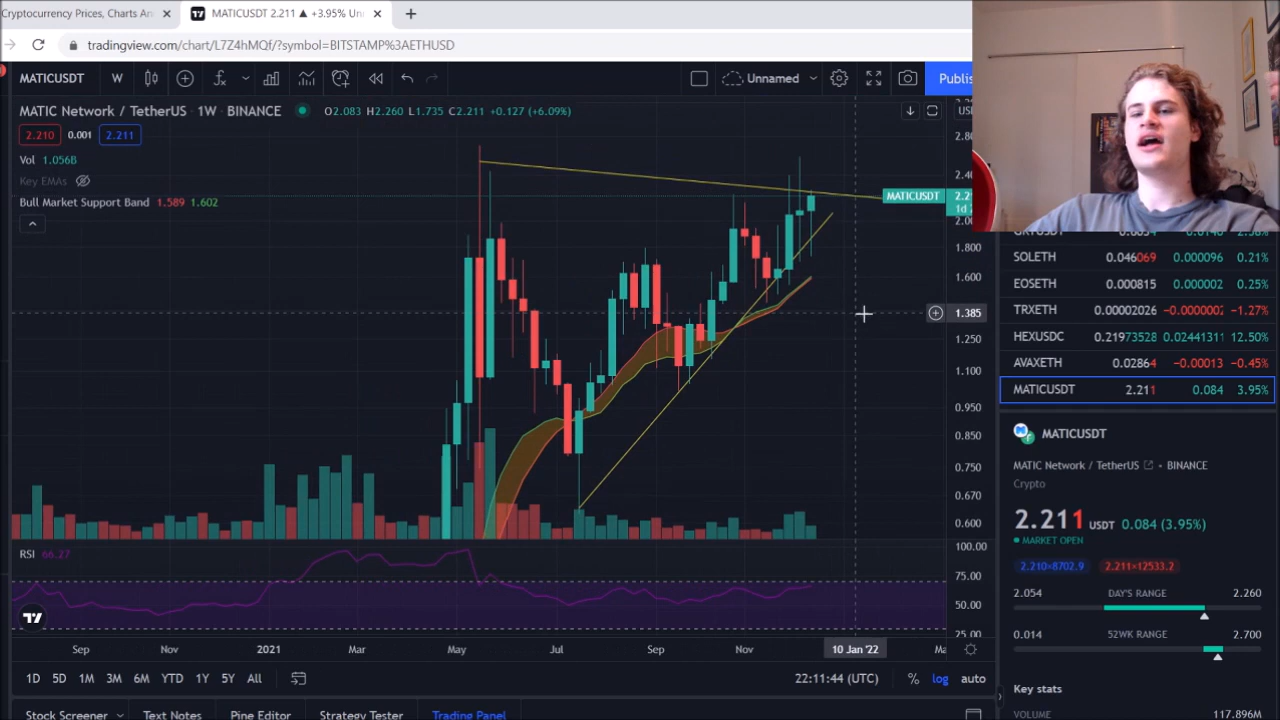 Cryptocurrency Prices, Charts An
MATICUSDT 2.211 ▲ +3.95% Un
tradingview.com/chart/L7Z4hMQf/?symbol=BITSTAMP%3AETHUSD
MATICUSDT W Unnamed Publis
MATIC Network / TetherUS · 1W · BINANCE O2.083 H2.260 L1.735 C2.211 +0.127 (+6.09%)
2.210 0.001 2.211
Vol 1.056B
Key EMAs
Bull Market Support Band 1.589 1.602
2.80
2.40
MATICUSDT 2.21
2.00
1.800
1.600
1.385
1.250
1.100
0.950
0.850
0.750
0.670
0.600
RSI 66.27
100.00
75.00
50.00
25.00
Sep Nov 2021 Mar May Jul Sep Nov 10 Jan '22 Ma
1D 5D 1M 3M 6M YTD 1Y 5Y All 22:11:44 (UTC) % log auto
Stock Screener Text Notes Pine Editor Strategy Tester Trading Panel
SOLETH 0.046069 0.000096 0.21%
EOSETH 0.000815 0.000002 0.25%
TRXETH 0.00002026 −0.0000002 −1.27%
HEXUSDC 0.21973528 0.02441131 12.50%
AVAXETH 0.02864 −0.00013 −0.45%
MATICUSDT 2.211 0.084 3.95%
MATICUSDT
MATIC Network / TetherUS • BINANCE
Crypto
2.211 USDT 0.084 (3.95%)
MARKET OPEN
2.210×8702.9 2.211×12533.2
2.054 DAY'S RANGE 2.260
0.014 52WK RANGE 2.700
Key stats
VOLUME 117.896M